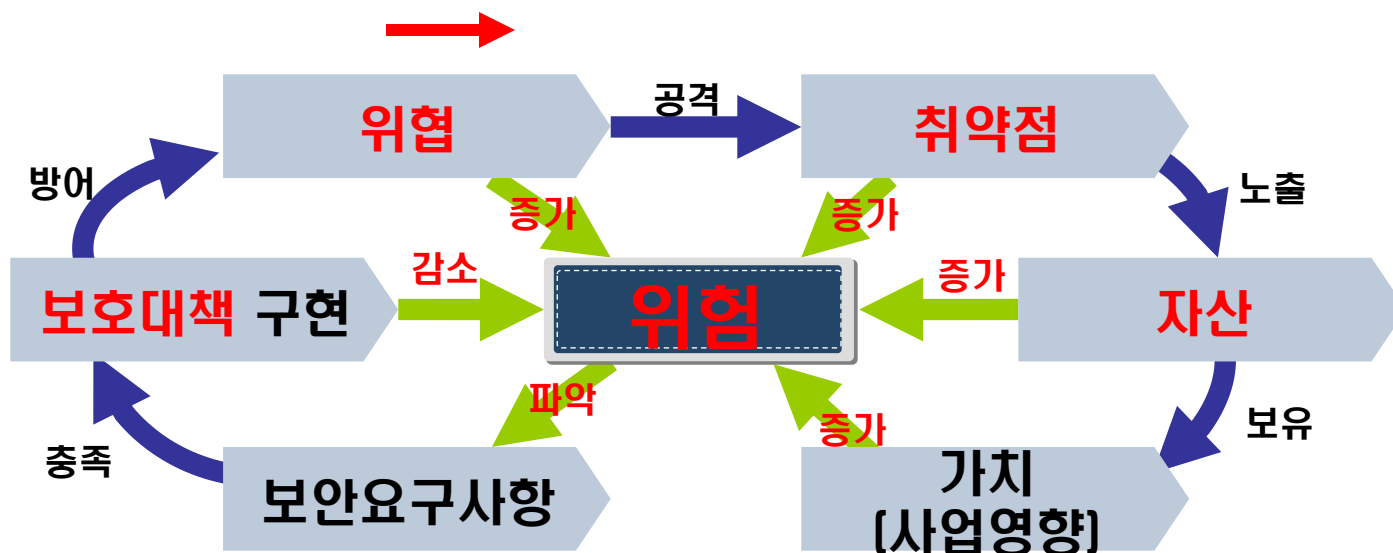 공격
위협
취약점
방어
노출
증가
증가
감소
증가
보호대책 구현
위험
자산
파악
증가
보유
충족
보안요구사항
가치
(사업영향)